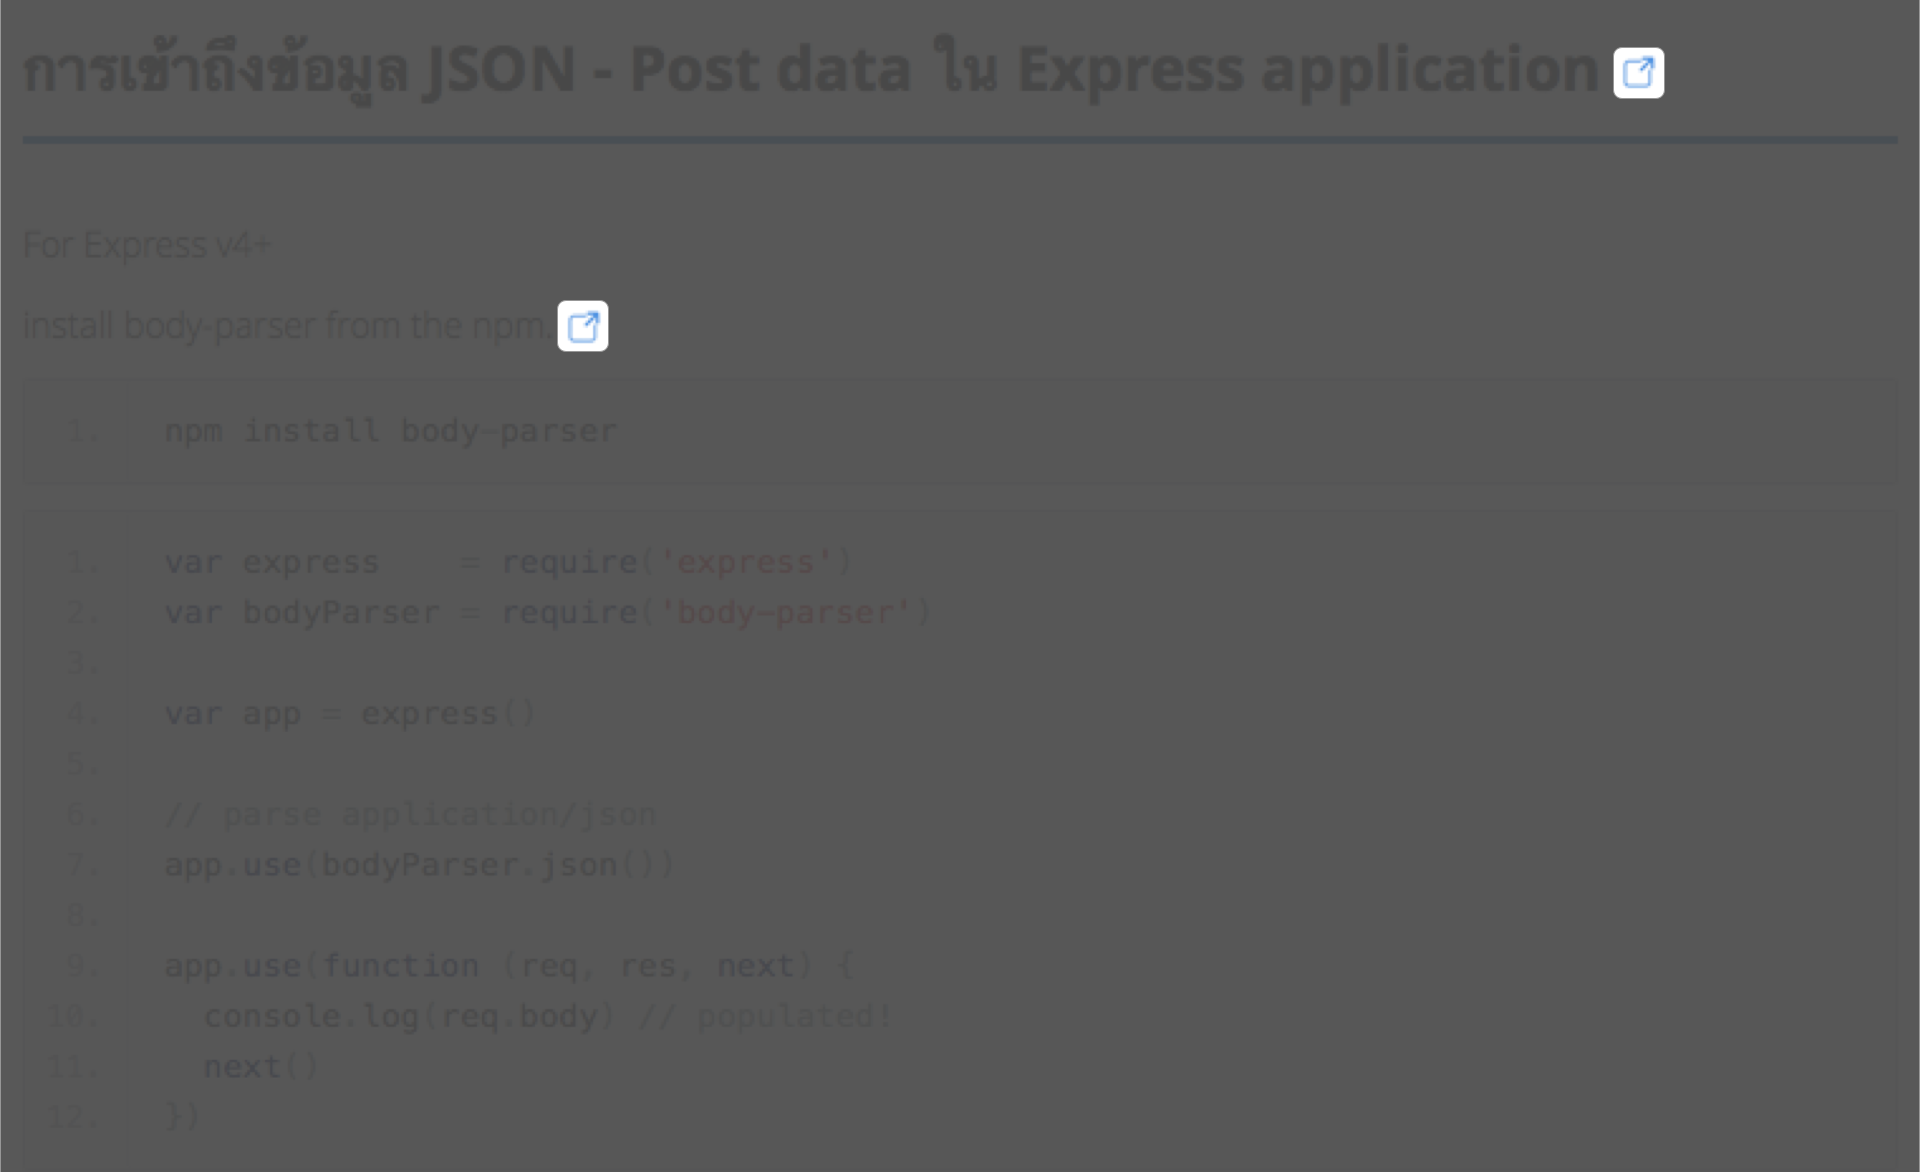 การเข้าถึงข้อมูล JSON - Post data ใน Express application
For Express v4+
install body-parser from the npm.
1. npm install body-parser
1. var express    = require('express')
2. var bodyParser = require('body-parser')
3.
4. var app = express()
5.
6. // parse application/json
7. app.use(bodyParser.json())
8.
9. app.use(function (req, res, next) {
10.   console.log(req.body) // populated!
11.   next()
12. })